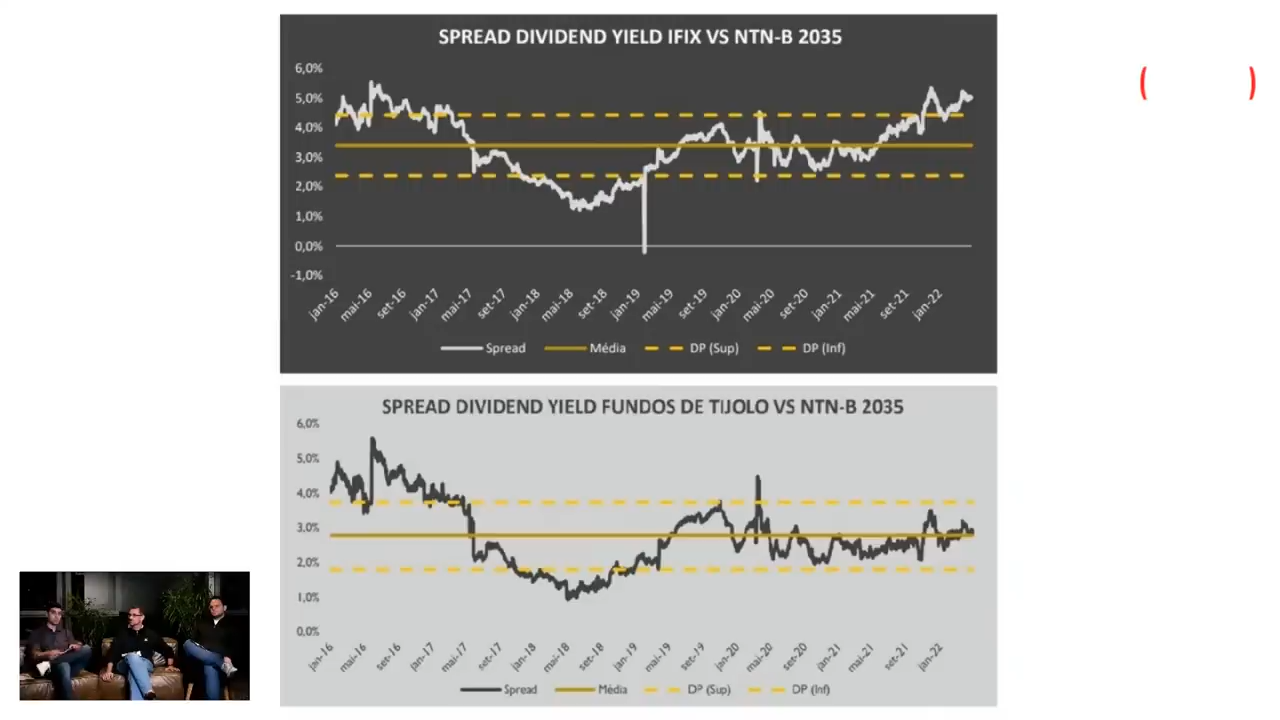 SPREAD DIVIDEND YIELD IFIX VS NTN-B 2035
6,0%
5,0%
4,0%
3,0%
2,0%
1,0%
0,0%
-1,0%
jan-16 mai-16 set-16 jan-17 mai-17 set-17 jan-18 mai-18 set-18 jan-19 mai-19 set-19 jan-20 mai-20 set-20 jan-21 mai-21 set-21 jan-22
Spread Média DP (Sup) DP (Inf)
( )
SPREAD DIVIDEND YIELD FUNDOS DE TIJOLO VS NTN-B 2035
6,0%
5,0%
4,0%
3,0%
2,0%
1,0%
0,0%
jan-16 mai-16 set-16 jan-17 mai-17 set-17 jan-18 mai-18 set-18 jan-19 mai-19 set-19 jan-20 mai-20 set-20 jan-21 mai-21 set-21 jan-22
Spread Média DP (Sup) DP (Inf)